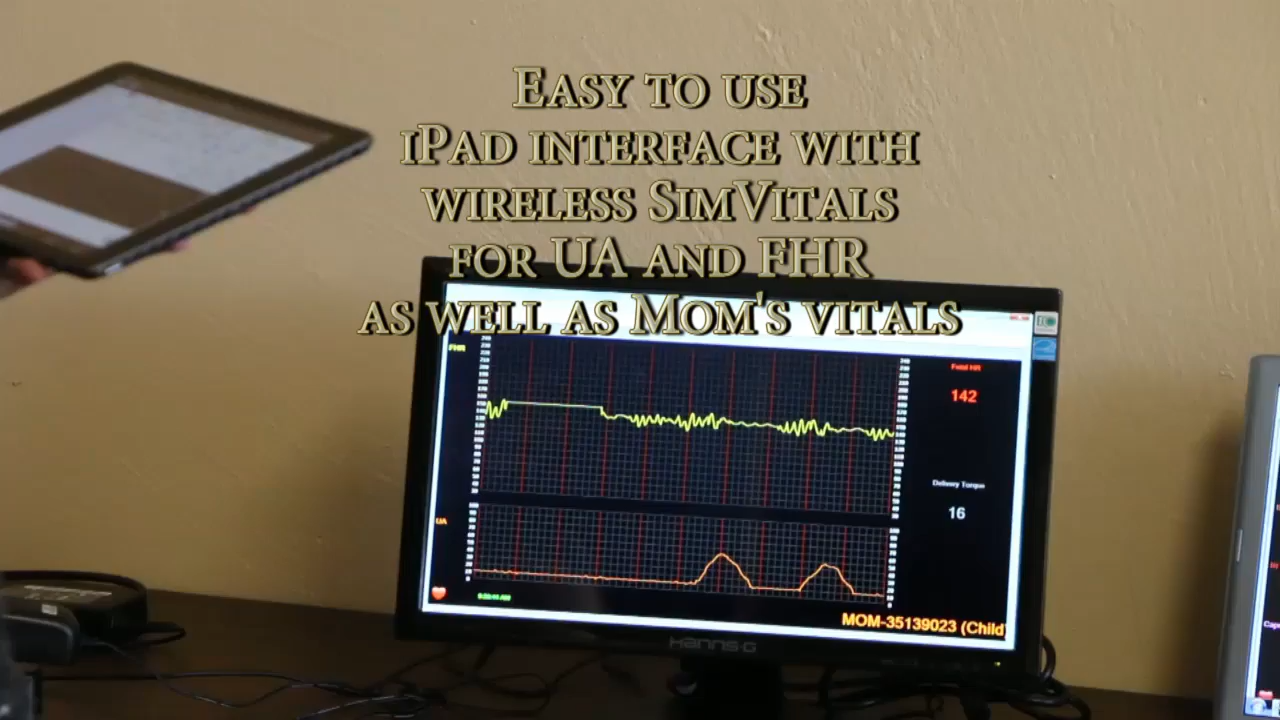 Easy to use
iPad interface with
wireless SimVitals
for UA and FHR
as well as Mom's vitals
FHR
Fetal HR
142
Delivery Torque
16
UA
MOM-35139023 (Child
HANNS·G